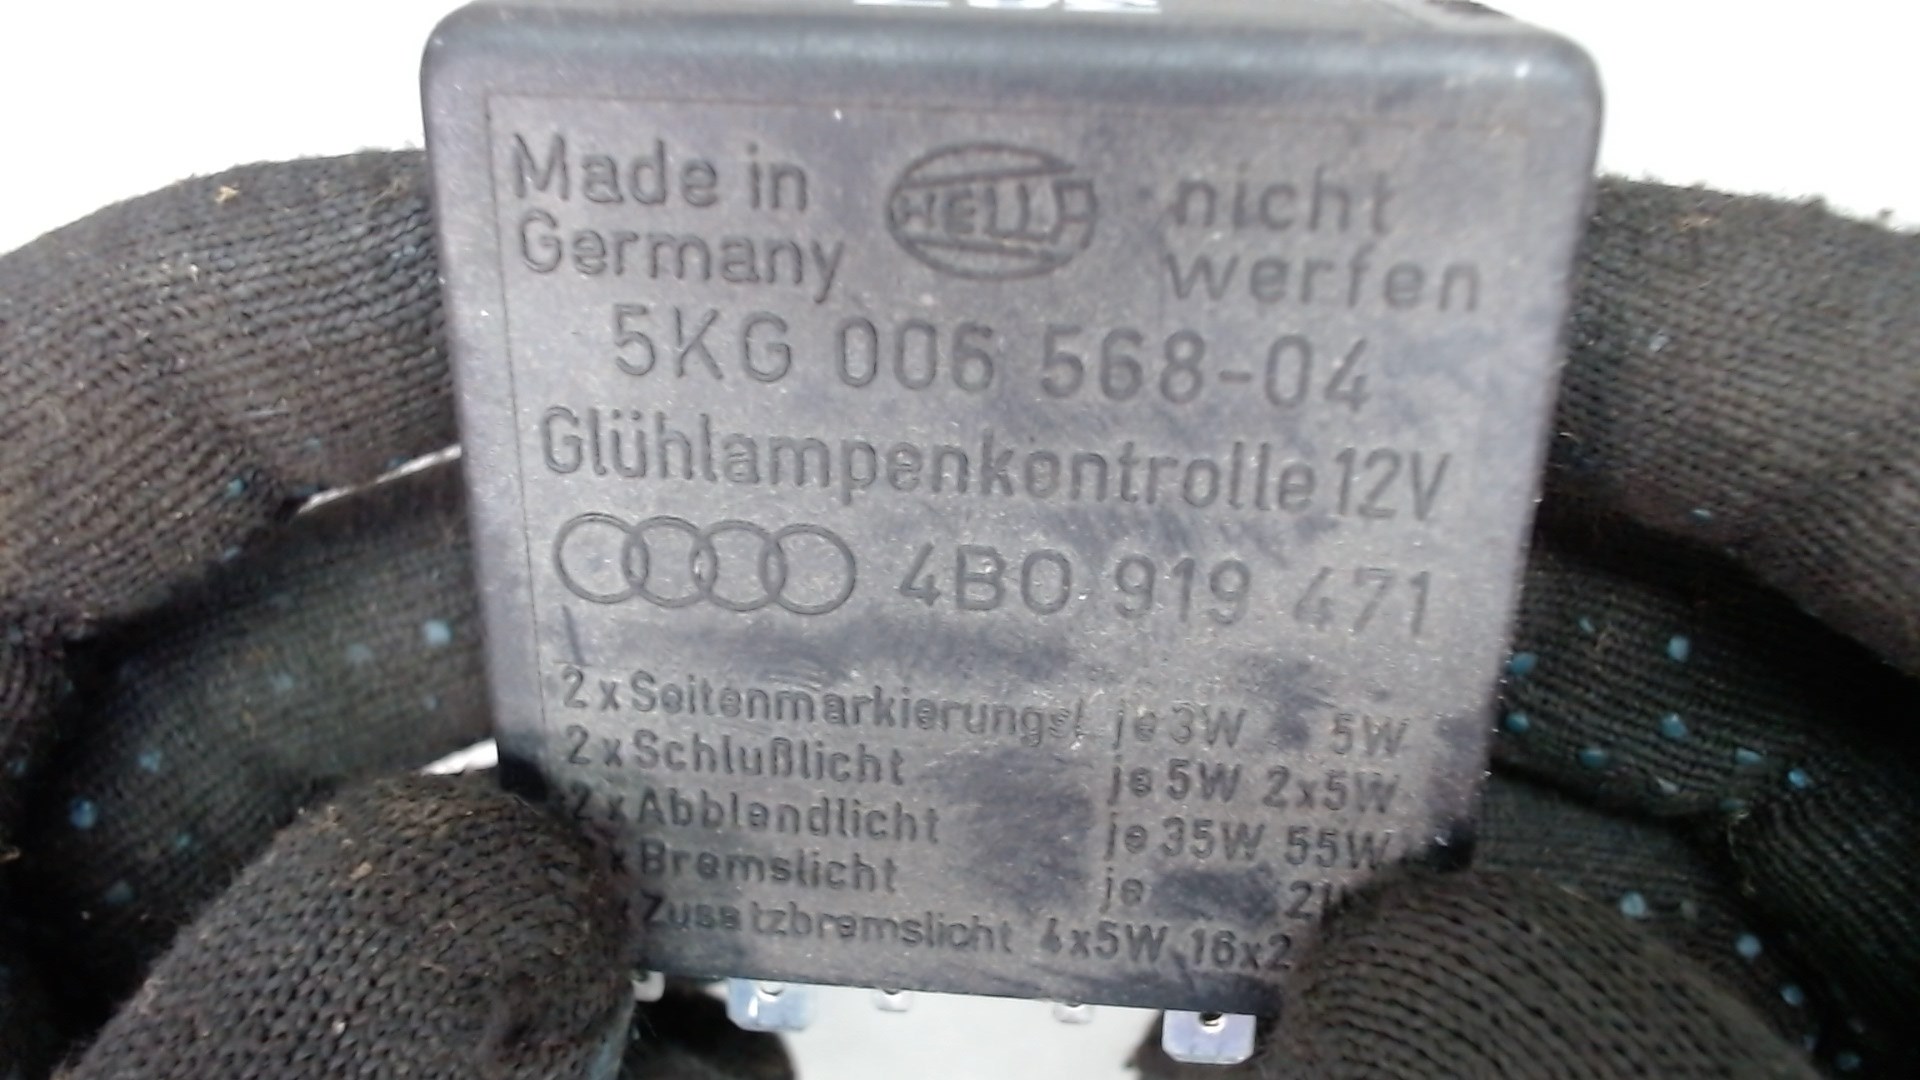 Made in HELLA nicht
Germany werfen
5KG 006 568-04
Glühlampenkontrolle 12V
4B0 919 471
2 x Seitenmarkierungsl. je 3W 5W
2 x Schlußlicht je 5W 2x5W
2 x Abblendlicht je 35W 55W
Bremslicht je
Zusatzbremslicht 4x5W